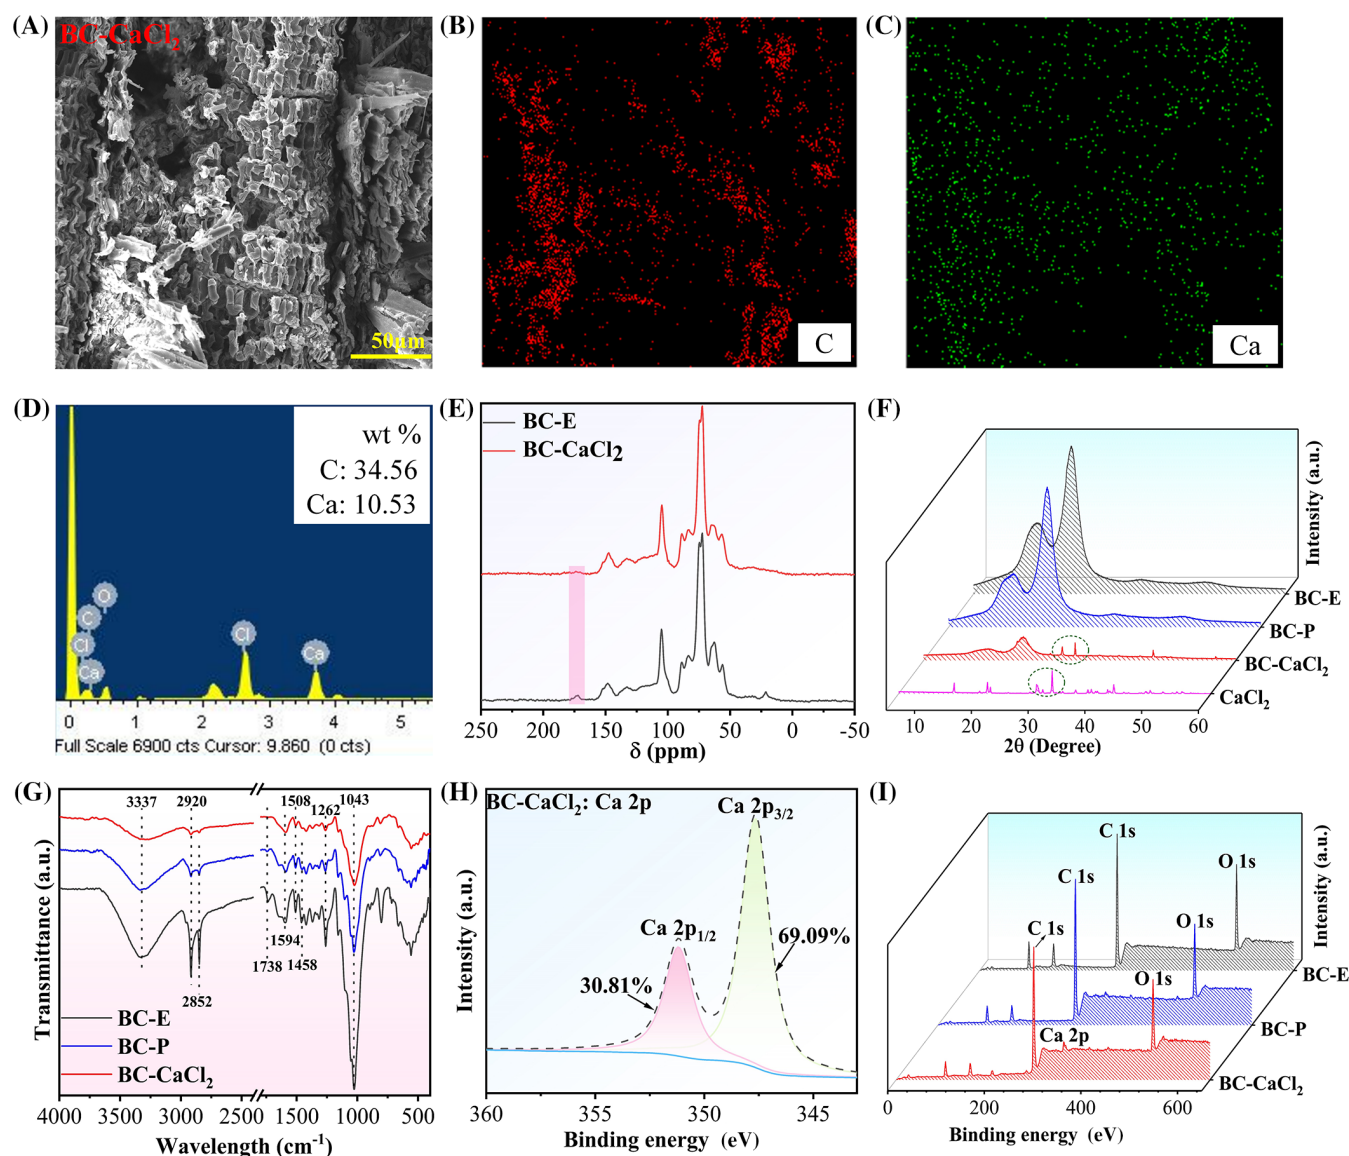 (A)
BC-CaCl2
50μm
(B)
C
(C)
Ca
(D)
wt %
C: 34.56
Ca: 10.53
O
C
Cl
Ca
Cl
Ca
0 1 2 3 4 5
Full Scale 6900 cts Cursor: 9.860 (0 cts)
(E)
BC-E
BC-CaCl2
250 200 150 100 50 0 -50
δ (ppm)
(F)
Intensity (a.u.)
BC-E
BC-P
BC-CaCl2
CaCl2
10 20 30 40 50 60
2θ (Degree)
(G)
3337 2920 1508 1262 1043
1594
1738 1458
2852
BC-E
BC-P
BC-CaCl2
Transmittance (a.u.)
4000 3500 3000 2500 1500 1000 500
Wavelength (cm-1)
(H)
BC-CaCl2: Ca 2p
Ca 2p3/2
Ca 2p1/2
69.09%
30.81%
Intensity (a.u.)
360 355 350 345
Binding energy (eV)
(I)
C 1s
O 1s
C 1s
O 1s
C 1s
O 1s
Ca 2p
Intensity (a.u.)
BC-E
BC-P
BC-CaCl2
0 200 400 600
Binding energy (eV)